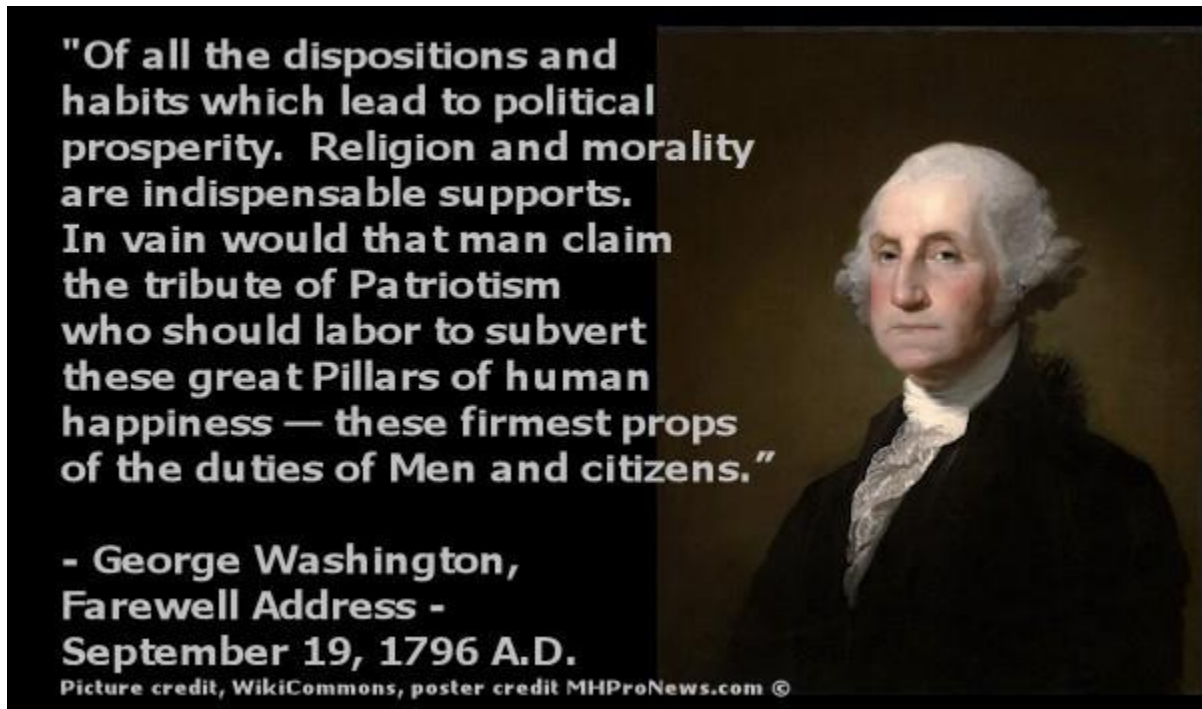 "Of all the dispositions and
habits which lead to political
prosperity.  Religion and morality
are indispensable supports.
In vain would that man claim
the tribute of Patriotism
who should labor to subvert
these great Pillars of human
happiness — these firmest props
of the duties of Men and citizens.”
- George Washington,
Farewell Address -
September 19, 1796 A.D.
Picture credit, WikiCommons, poster credit MHProNews.com ©